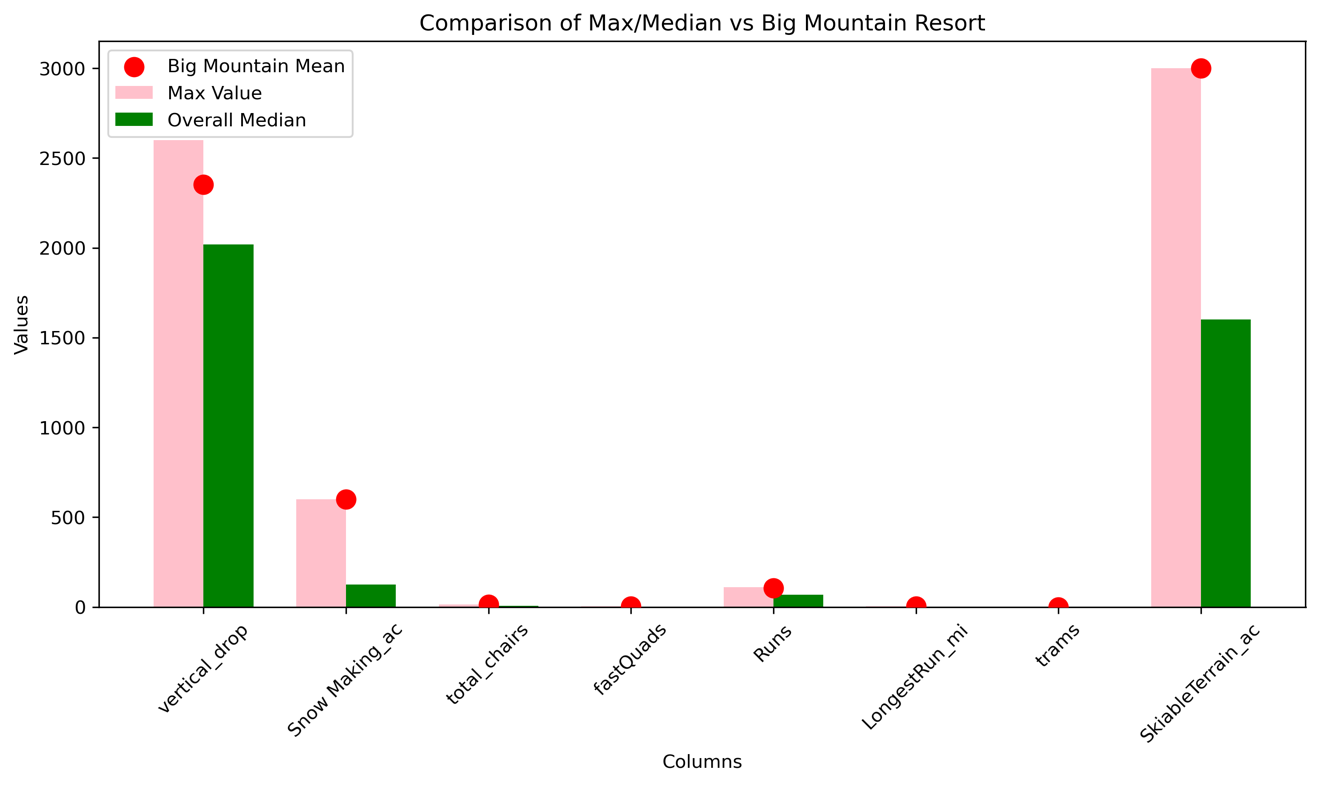 Comparison of Max/Median vs Big Mountain Resort
Big Mountain Mean
Max Value
Overall Median
Values
3000
2500
2000
1500
1000
500
0
vertical_drop
Snow Making_ac
total_chairs
fastQuads
Runs
LongestRun_mi
trams
SkiableTerrain_ac
Columns